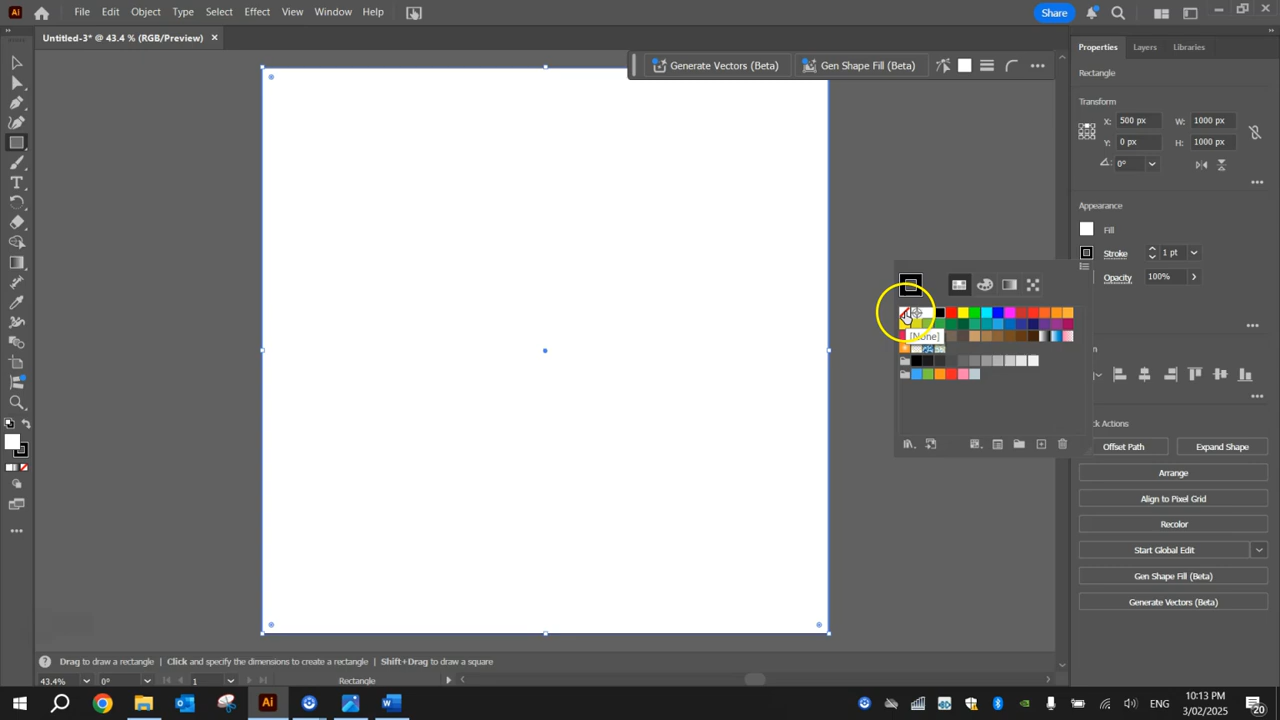 Ai File Edit Object Type Select Effect View Window Help Share
Untitled-3* @ 43.4 % (RGB/Preview)
Generate Vectors (Beta) Gen Shape Fill (Beta)
Properties Layers Libraries
Rectangle
Transform
X: 500 px W: 1000 px
Y: 0 px H: 1000 px
0°
Appearance
Fill
Stroke 1 pt
Opacity 100%
[None]
Offset Path Expand Shape
Arrange
Align to Pixel Grid
Recolor
Start Global Edit
Gen Shape Fill (Beta)
Generate Vectors (Beta)
Drag to draw a rectangle | Click and specify the dimensions to create a rectangle | Shift+Drag to draw a square
43.4% 0° 1 Rectangle
Ai ENG 10:13 PM
3/02/2025 20